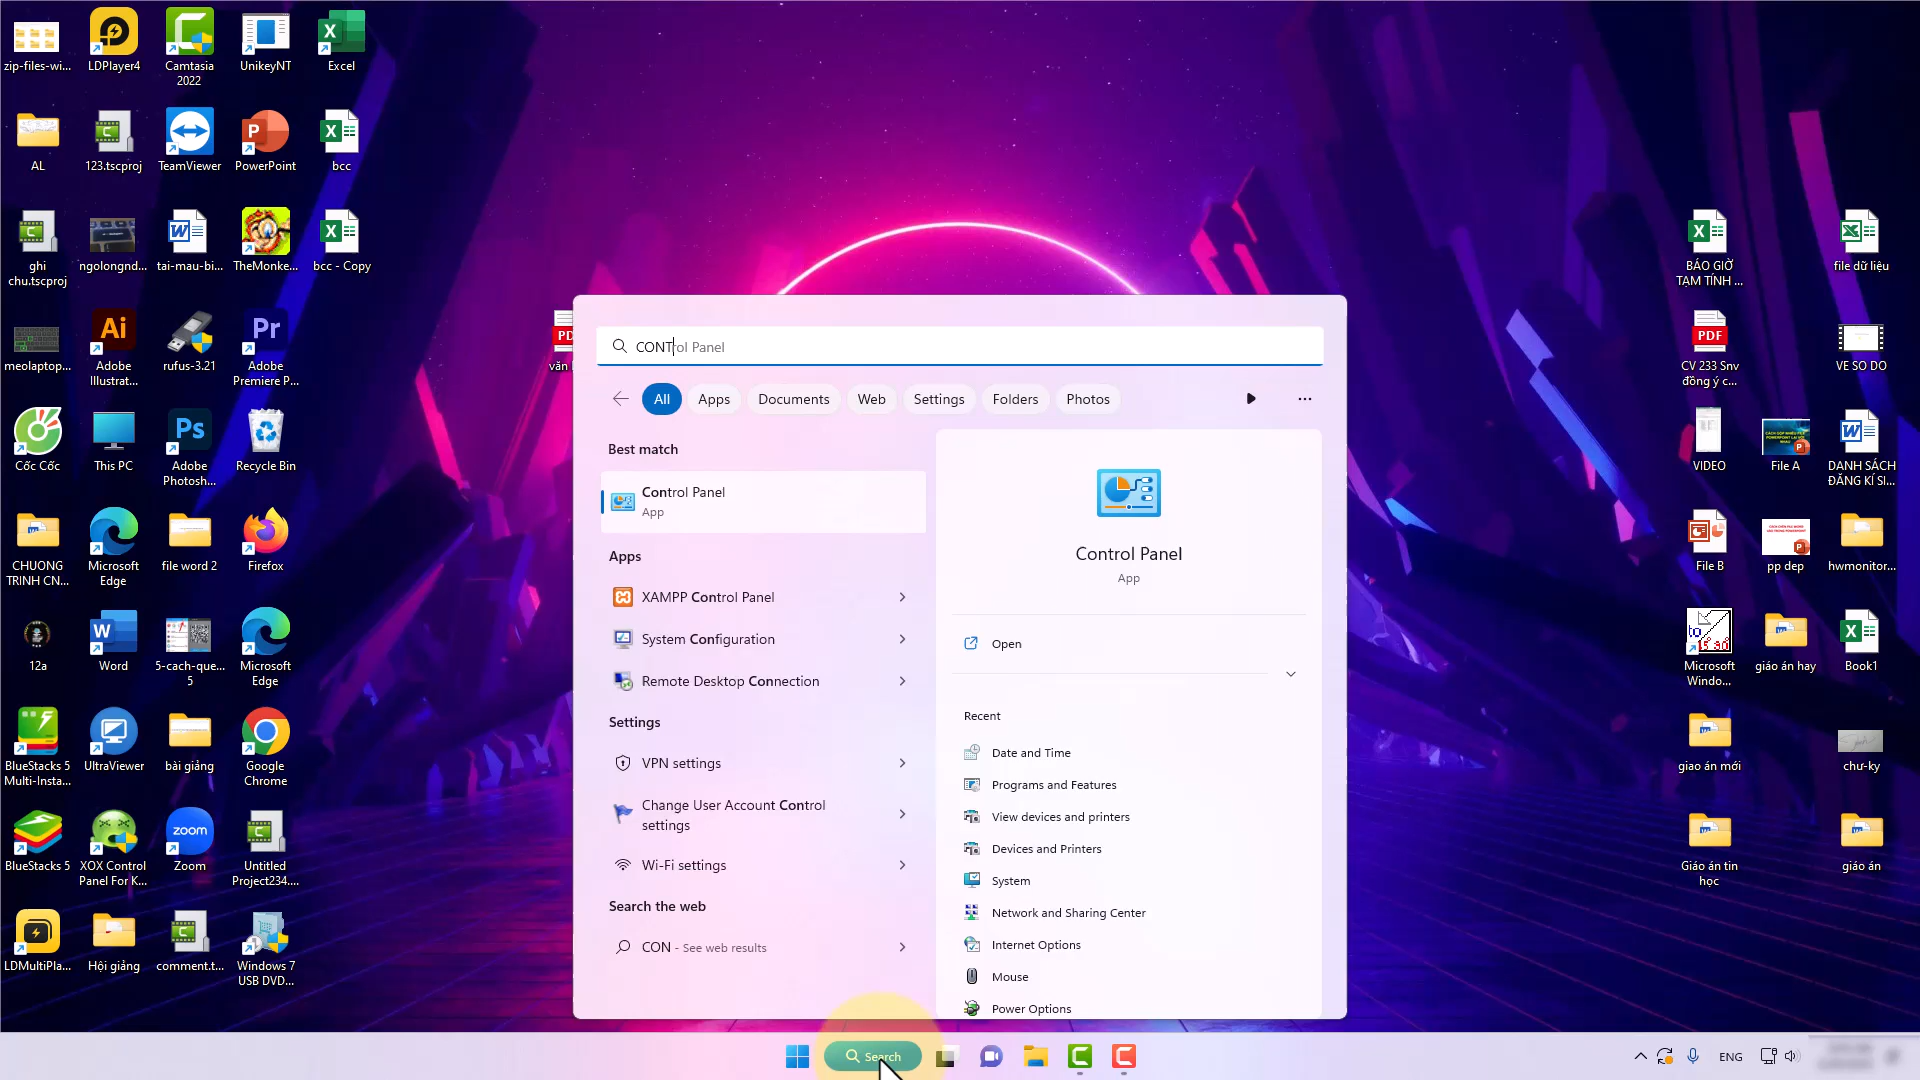 zip-files-wi...
LDPlayer4
Camtasia
2022
UnikeyNT
Excel
AL
123.tscproj
TeamViewer
PowerPoint
bcc
ghi
chu.tscproj
ngolongnd...
tai-mau-bi...
TheMonke...
bcc - Copy
meolaptop...
Adobe
Illustrat...
rufus-3.21
Adobe
Premiere P...
Cốc Cốc
This PC
Adobe
Photosh...
Recycle Bin
CHUONG
TRINH CN...
Microsoft
Edge
file word 2
Firefox
12a
Word
5-cach-que...
5
Microsoft
Edge
BlueStacks 5
Multi-Insta...
UltraViewer
bài giảng
Google
Chrome
BlueStacks 5
XOX Control
Panel For K...
Zoom
Untitled
Project234....
LDMultiPla...
Hội giảng
comment.t...
Windows 7
USB DVD...
PD
văn
CONTrol Panel
All
Apps
Documents
Web
Settings
Folders
Photos
Best match
Control Panel
App
Apps
XAMPP Control Panel
System Configuration
Remote Desktop Connection
Settings
VPN settings
Change User Account Control
settings
Wi-Fi settings
Search the web
CON - See web results
Control Panel
App
Open
Recent
Date and Time
Programs and Features
View devices and printers
Devices and Printers
System
Network and Sharing Center
Internet Options
Mouse
Power Options
BÁO GIỜ
TẠM TÍNH ...
file dữ liệu
PDF
CV 233 Snv
đồng ý c...
VE SO DO
VIDEO
File A
DANH SÁCH
ĐĂNG KÍ SI...
File B
pp dep
hwmonitor...
Microsoft
Windo...
giáo án hay
Book1
giao án mới
chư-ky
Giáo án tin
học
giáo án
Search
ENG